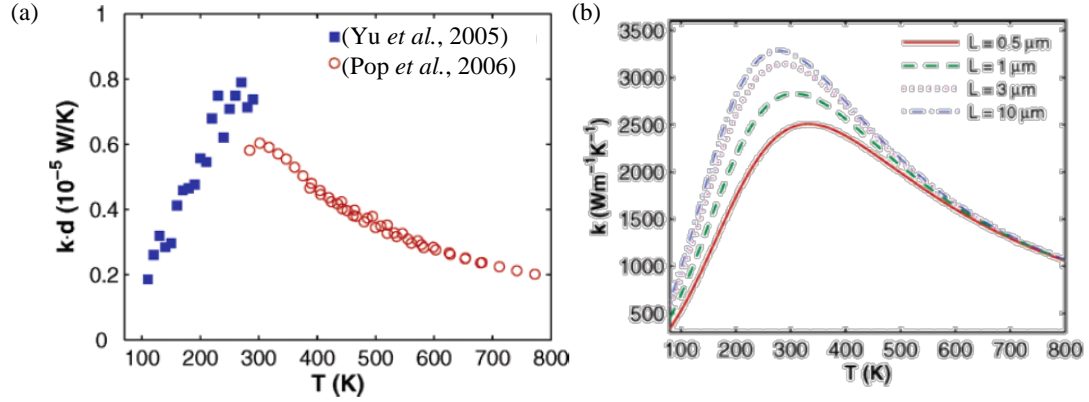 (a)
(Yu et al., 2005)
(Pop et al., 2006)
k·d (10⁻⁵ W/K)
1
0.8
0.6
0.4
0.2
0
100 200 300 400 500 600 700 800
T (K)
(b)
L = 0.5 μm
L = 1 μm
L = 3 μm
L = 10 μm
k (Wm⁻¹K⁻¹)
3500
3000
2500
2000
1500
1000
500
100 200 300 400 500 600 700 800
T (K)